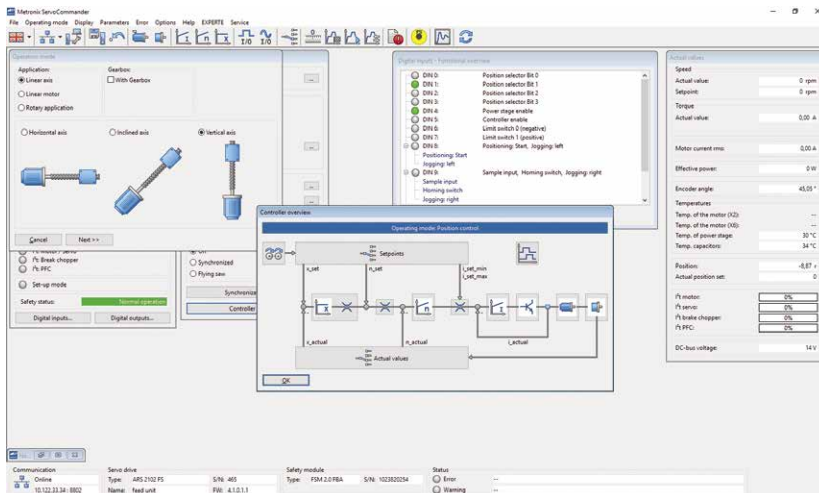 Metronix ServoCommander
File Operating mode Display Parameters Error Options Help EXPERTE Service
Operation mode
Application:
Linear axis
Linear motor
Rotary application
Gearbox:
With Gearbox
Horizontal axis
Inclined axis
Vertical axis
Cancel
Next >>
I²t: Break chopper
I²t: PFC
Set-up mode
Safety status:
Normal operation
Digital inputs...
Digital outputs...
Synchronized
Flying saw
Digital inputs - Functional overview
DIN 0: Position selector Bit 0
DIN 1: Position selector Bit 1
DIN 2: Position selector Bit 2
DIN 3: Position selector Bit 3
DIN 4: Power stage enable
DIN 5: Controller enable
DIN 6: Limit switch 0 (negative)
DIN 7: Limit switch 1 (positive)
DIN 8: Positioning: Start, Jogging: left
Positioning: Start
Jogging: left
DIN 9: Sample input, Homing switch, Jogging: right
Sample input
Homing switch
Jogging: right
Controller overview
Operating mode: Position control
Setpoints
x_set
n_set
i_set_min
i_set_max
x_actual
n_actual
i_actual
Actual values
OK
Actual values
Speed
Actual value: 0 rpm
Setpoint: 0 rpm
Torque
Actual value: 0,00 A
Motor current rms: 0,00 A
Effective power: 0 W
Encoder angle: 45,03 °
Temperatures
Temp. of the motor (X2): ---
Temp. of the motor (X6): ---
Temp. of power stage: 30 °C
Temp. capacitors: 34 °C
Position: -8,87 r
Actual position set: 0
I²t motor: 0%
I²t servo: 0%
I²t brake chopper: 0%
I²t PFC: 0%
DC-bus voltage: 14 V
Communication
Online
10.122.33.34 : 8802
Servo drive
Type: ARS 2102 FS S/N: 465
Name: feed unit FW: 4.1.0.1.1
Safety module
Type: FSM 2.0 FBA S/N: 1023820254
Status
Error --
Warning --